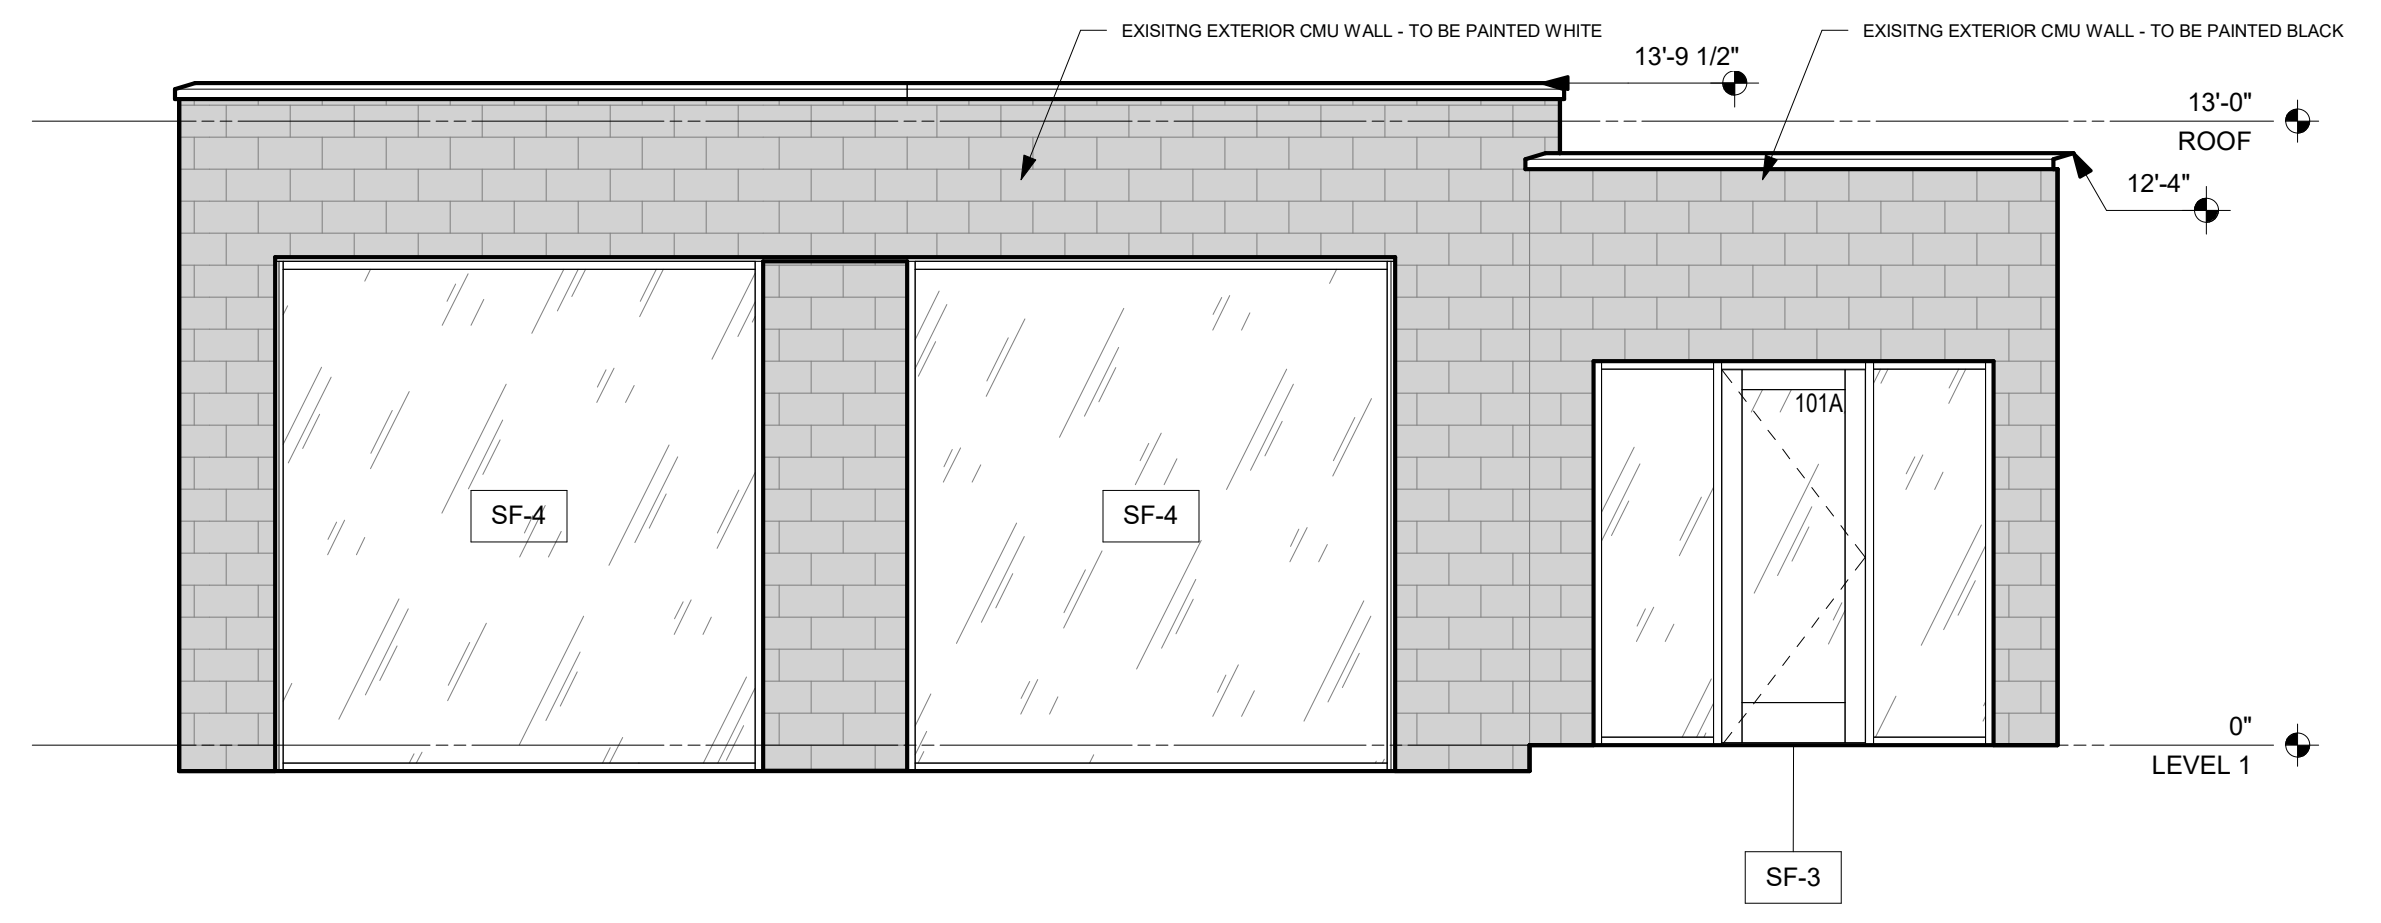 EXISITNG EXTERIOR CMU WALL - TO BE PAINTED WHITE
EXISITNG EXTERIOR CMU WALL - TO BE PAINTED BLACK
13'-9 1/2"
13'-0"
ROOF
12'-4"
101A
SF-4
SF-4
0"
LEVEL 1
SF-3